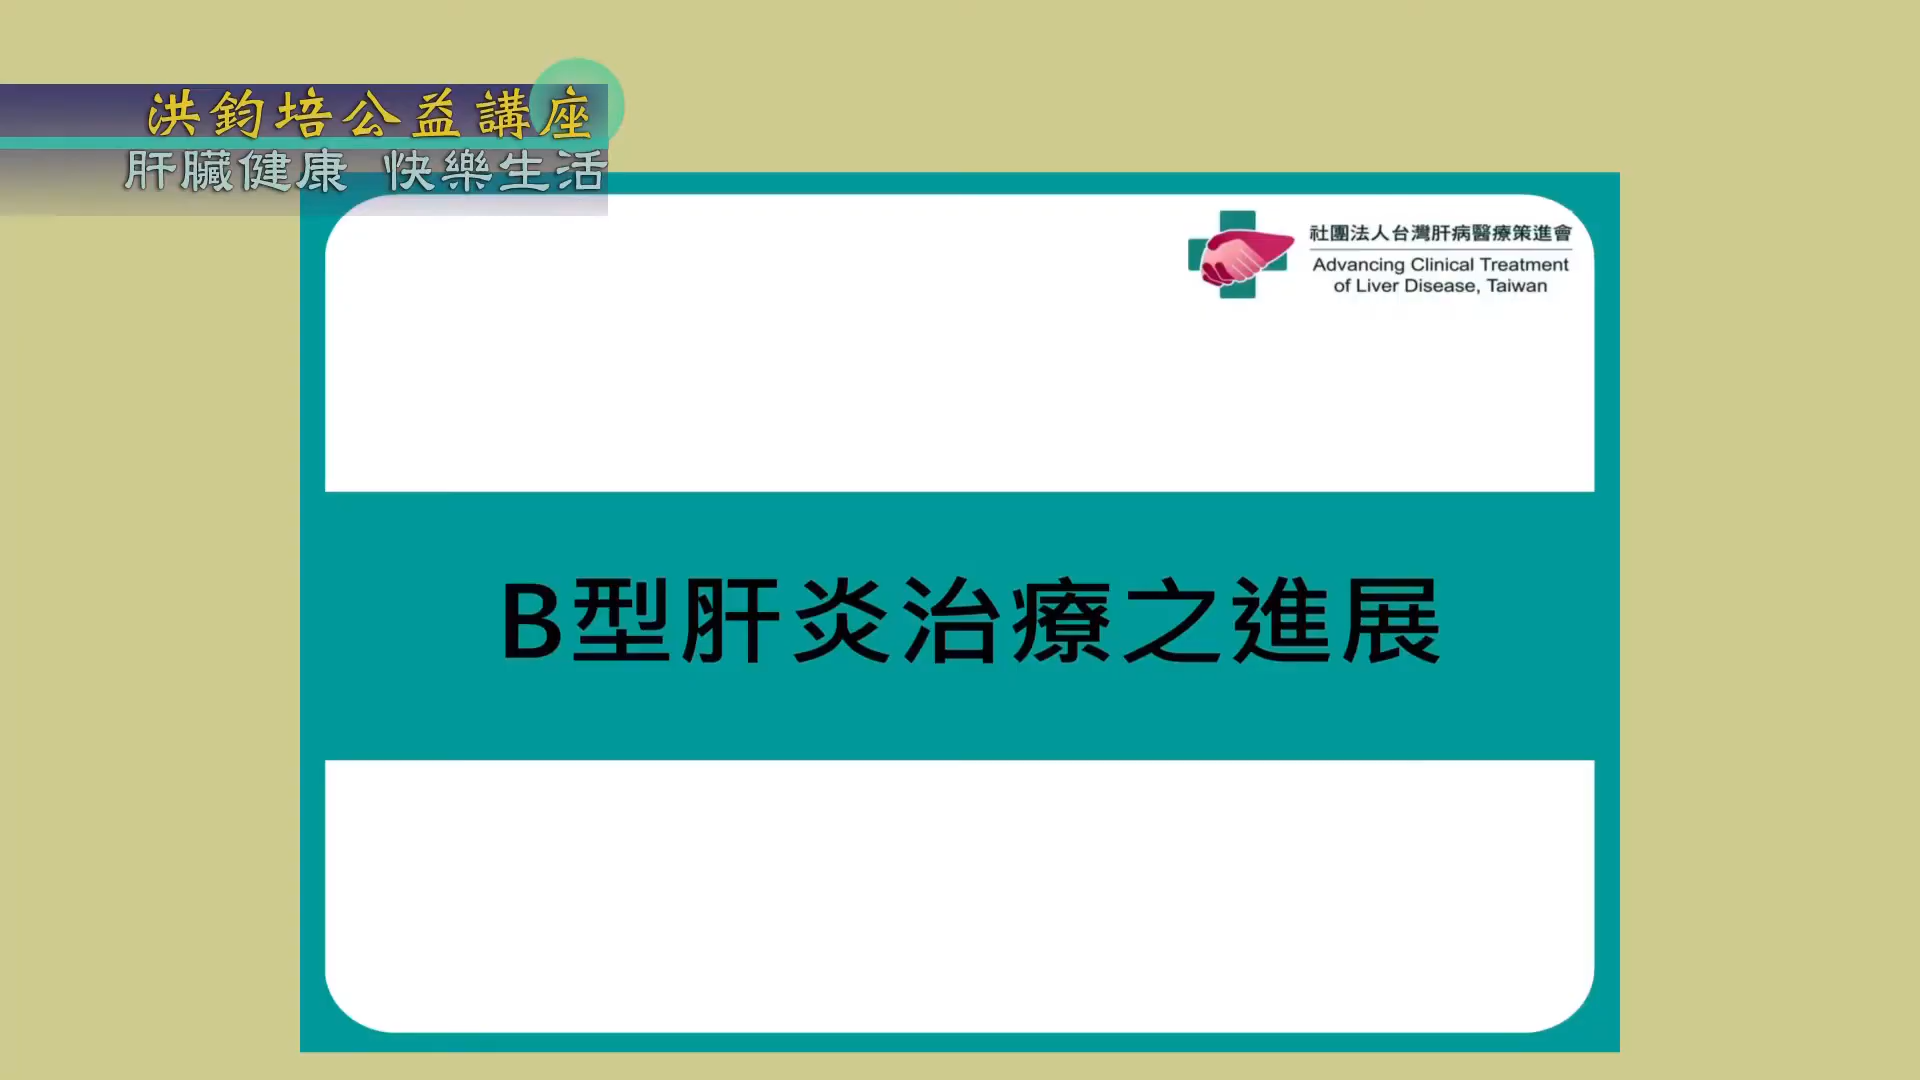 洪鈞培公益講座
肝臟健康 快樂生活
社團法人台灣肝病醫療策進會
Advancing Clinical Treatment
of Liver Disease, Taiwan
B型肝炎治療之進展